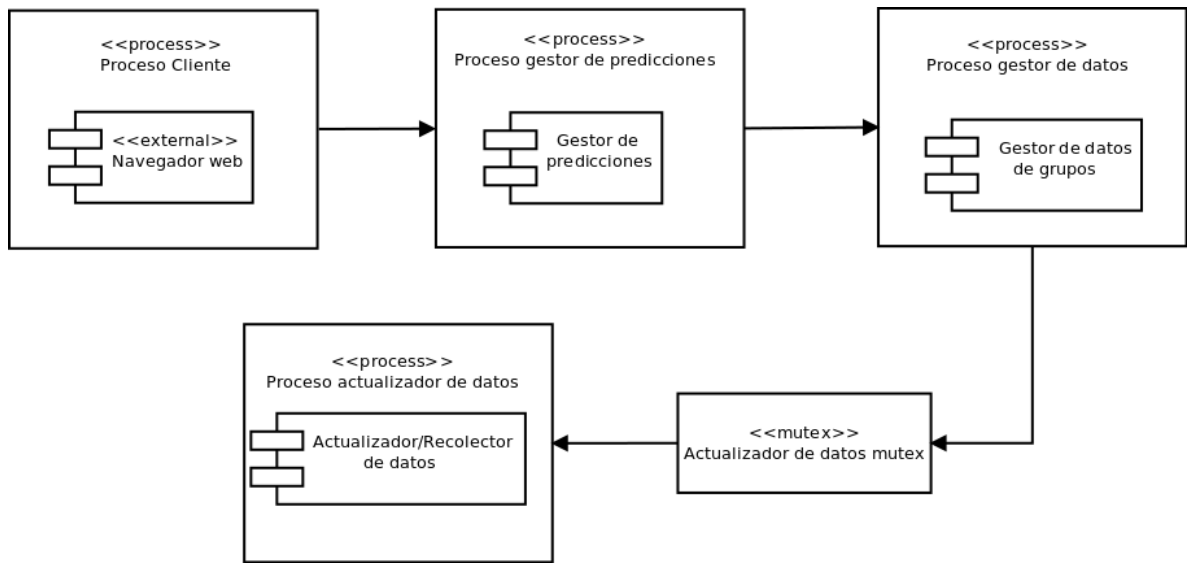 <<process>>
Proceso Cliente
<<external>>
Navegador web
<<process>>
Proceso gestor de predicciones
Gestor de
predicciones
<<process>>
Proceso gestor de datos
Gestor de datos
de grupos
<<process>>
Proceso actualizador de datos
Actualizador/Recolector
de datos
<<mutex>>
Actualizador de datos mutex